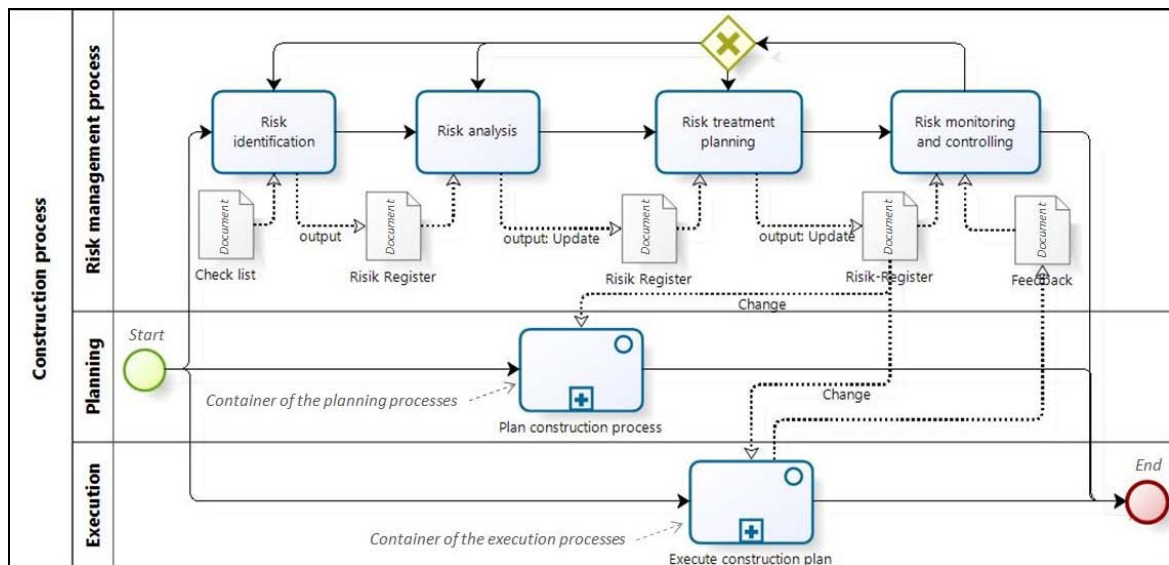 Construction process
Risk management process
Risk
identification
Risk analysis
Risk treatment
planning
Risk monitoring
and controlling
Document
Check list
output
Document
Risik Register
output: Update
Document
Risik Register
output: Update
Document
Risik-Register
Document
Feedback
Change
Planning
Start
Container of the planning processes
Plan construction process
Change
Execution
Container of the execution processes
Execute construction plan
End